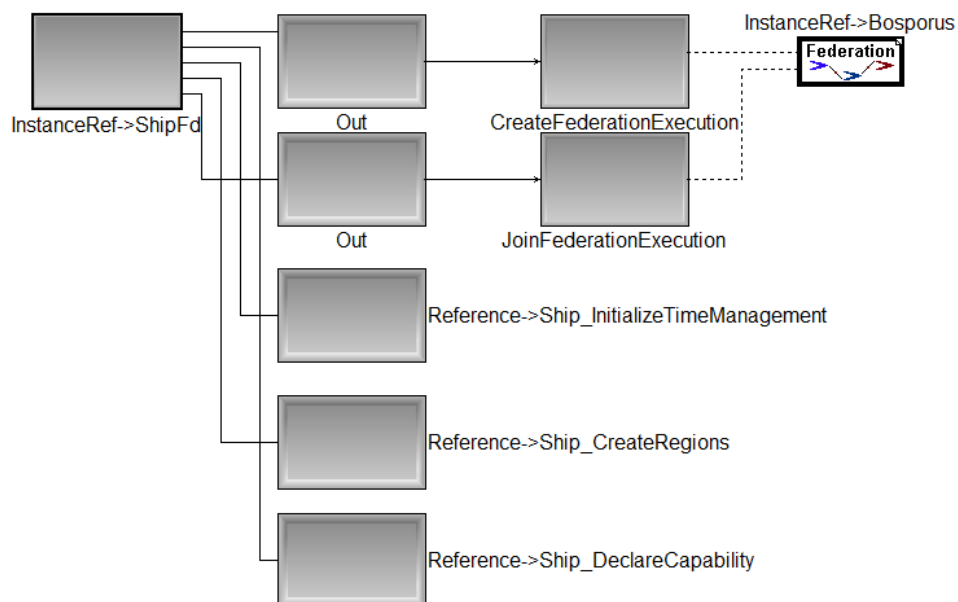 InstanceRef->Bosporus
Federation
InstanceRef->ShipFd
Out
CreateFederationExecution
Out
JoinFederationExecution
Reference->Ship_InitializeTimeManagement
Reference->Ship_CreateRegions
Reference->Ship_DeclareCapability